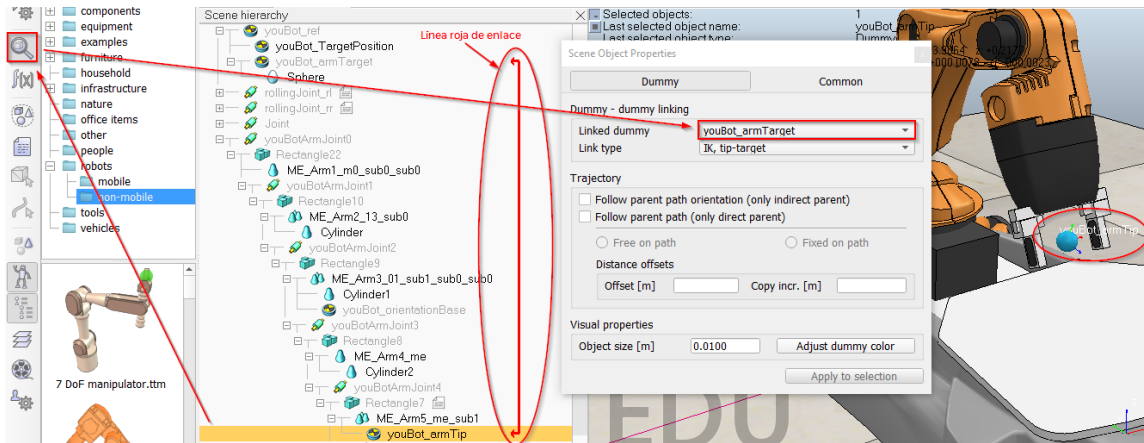 components
equipment
examples
furniture
household
infrastructure
nature
office items
other
people
robots
mobile
non-mobile
tools
vehicles
7 DoF manipulator.ttm
f(x)
Scene hierarchy
Línea roja de enlace
youBot_ref
youBot_TargetPosition
youBot_armTarget
Sphere
rollingJoint_rl
rollingJoint_rr
Joint
youBotArmJoint0
Rectangle22
ME_Arm1_m0_sub0_sub0
youBotArmJoint1
Rectangle10
ME_Arm2_13_sub0
Cylinder
youBotArmJoint2
Rectangle9
ME_Arm3_01_sub1_sub0_sub0
Cylinder1
youBot_orientationBase
youBotArmJoint3
Rectangle8
ME_Arm4_me
Cylinder2
youBotArmJoint4
Rectangle7
ME_Arm5_me_sub1
youBot_armTip
Selected objects: 1
Last selected object name: youBot_armTip
Last selected object type: Dummy
Scene Object Properties
Dummy
Common
Dummy - dummy linking
Linked dummy youBot_armTarget
Link type IK, tip-target
Trajectory
Follow parent path orientation (only indirect parent)
Follow parent path (only direct parent)
Free on path
Fixed on path
Distance offsets
Offset [m]
Copy incr. [m]
Visual properties
Object size [m] 0.0100
Adjust dummy color
Apply to selection
youBot_armTip
EDU